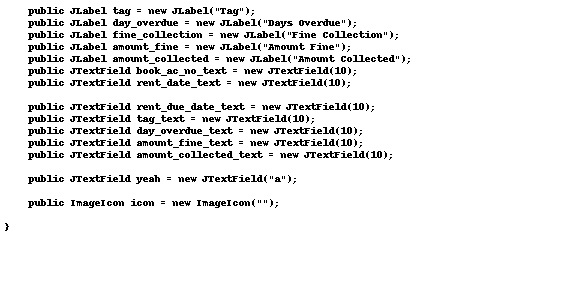 public JLabel tag = new JLabel("Tag");
public JLabel day_overdue = new JLabel("Days Overdue");
public JLabel fine_collection = new JLabel("Fine Collection");
public JLabel amount_fine = new JLabel("Amount Fine");
public JLabel amount_collected = new JLabel("Amount Collected");
public JTextField book_ac_no_text = new JTextField(10);
public JTextField rent_date_text = new JTextField(10);
public JTextField rent_due_date_text = new JTextField(10);
public JTextField tag_text = new JTextField(10);
public JTextField day_overdue_text = new JTextField(10);
public JTextField amount_fine_text = new JTextField(10);
public JTextField amount_collected_text = new JTextField(10);
public JTextField yeah = new JTextField("a");
public ImageIcon icon = new ImageIcon("");
}